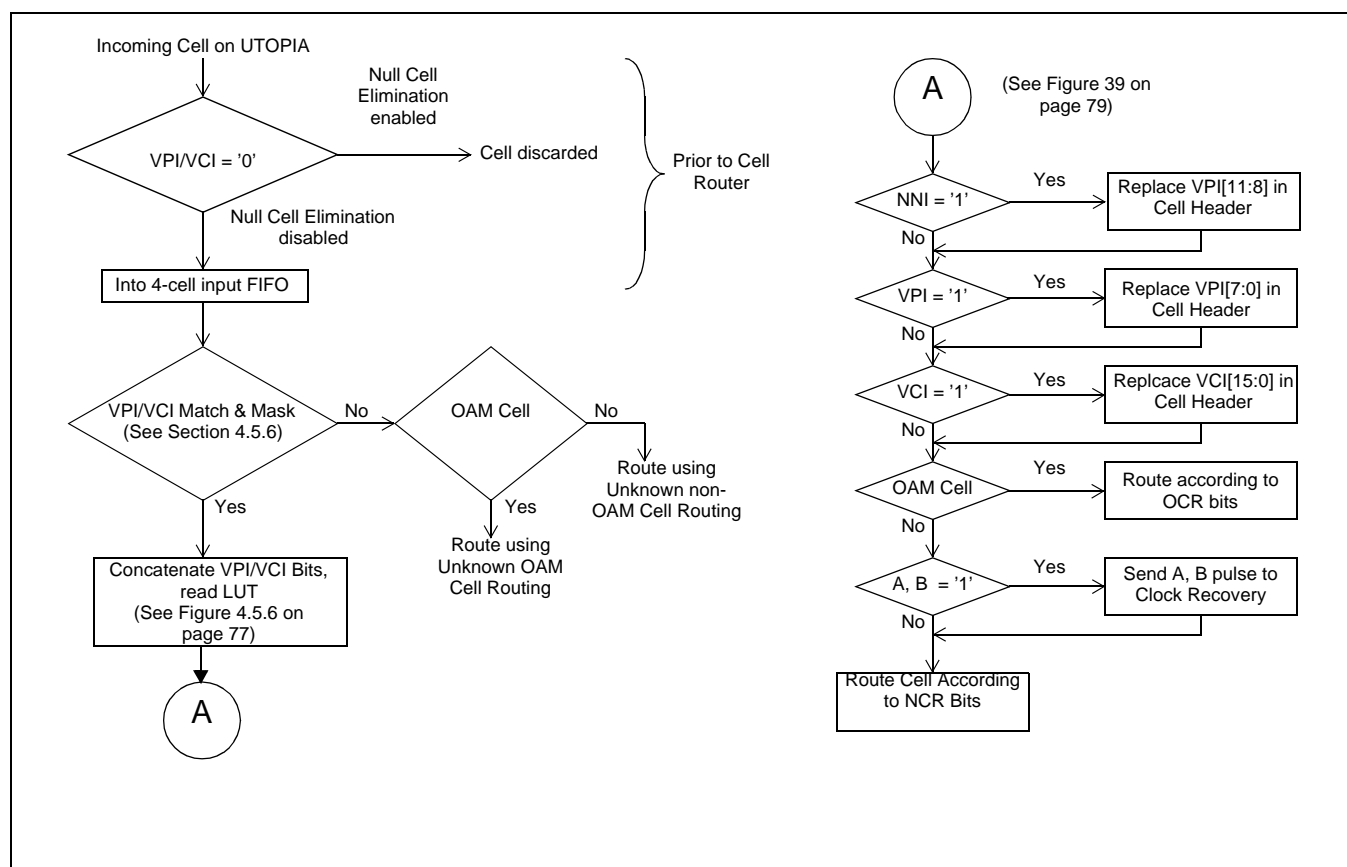 Incoming Cell on UTOPIA
Null Cell
Elimination
enabled
VPI/VCI = '0'
Cell discarded
Prior to Cell
Router
Null Cell Elimination
disabled
Into 4-cell input FIFO
VPI/VCI Match & Mask
(See Section 4.5.6)
No
OAM Cell
No
Route using
Unknown non-
OAM Cell Routing
Yes
Route using
Unknown OAM
Cell Routing
Yes
Concatenate VPI/VCI Bits,
read LUT
(See Figure 4.5.6 on
page 77)
A
A
(See Figure 39 on
page 79)
NNI = '1'
Yes
Replace VPI[11:8] in
Cell Header
No
VPI = '1'
Yes
Replace VPI[7:0] in
Cell Header
No
VCI = '1'
Yes
Replcace VCI[15:0] in
Cell Header
No
OAM Cell
Yes
Route according to
OCR bits
No
A, B = '1'
Yes
Send A, B pulse to
Clock Recovery
No
Route Cell According
to NCR Bits